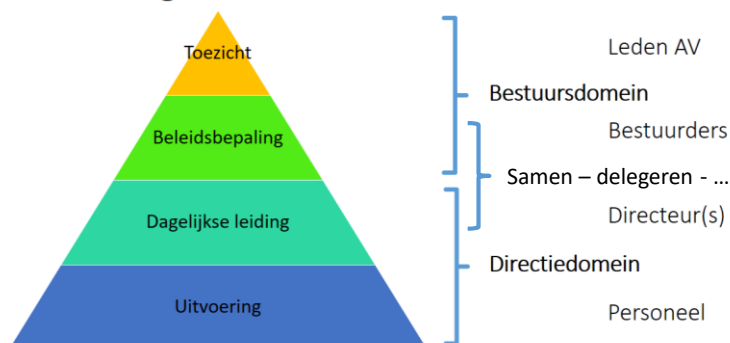 Toezicht
Leden AV
Bestuursdomein
Beleidsbepaling
Bestuurders
Samen – delegeren - ...
Dagelijkse leiding
Directeur(s)
Directiedomein
Uitvoering
Personeel